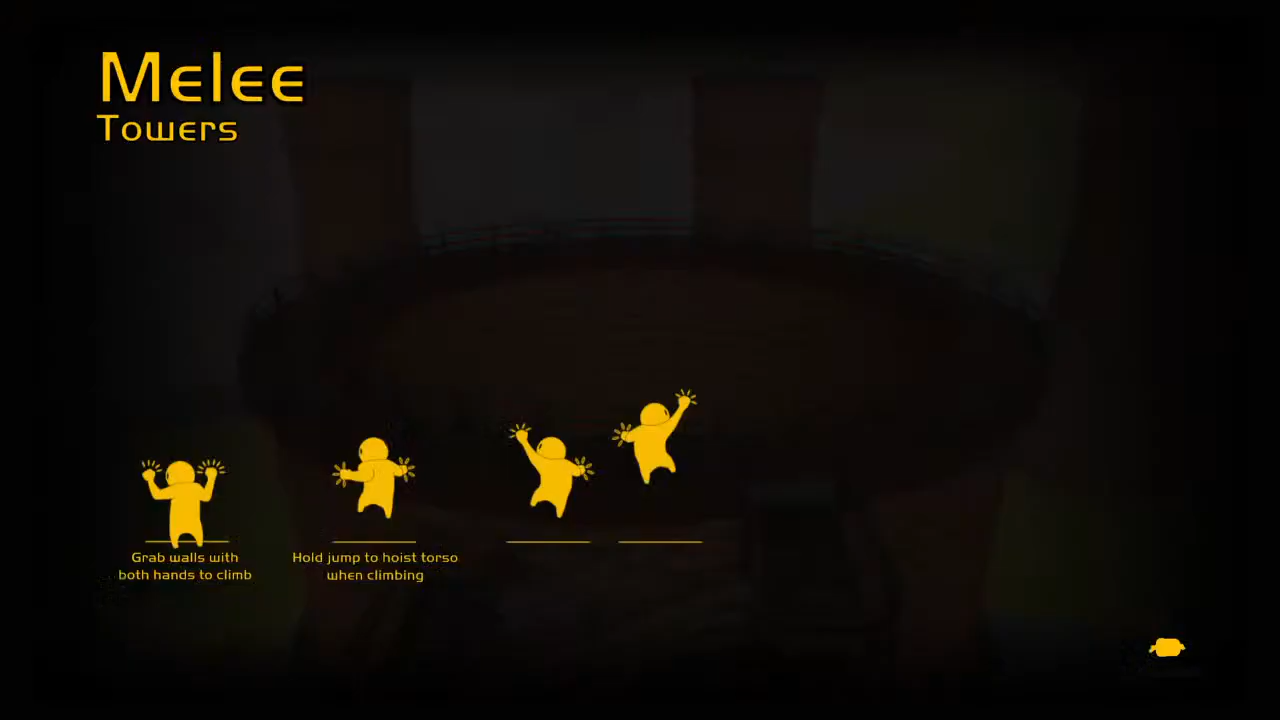 Melee
Towers
Grab walls with
both hands to climb
Hold jump to hoist torso
when climbing